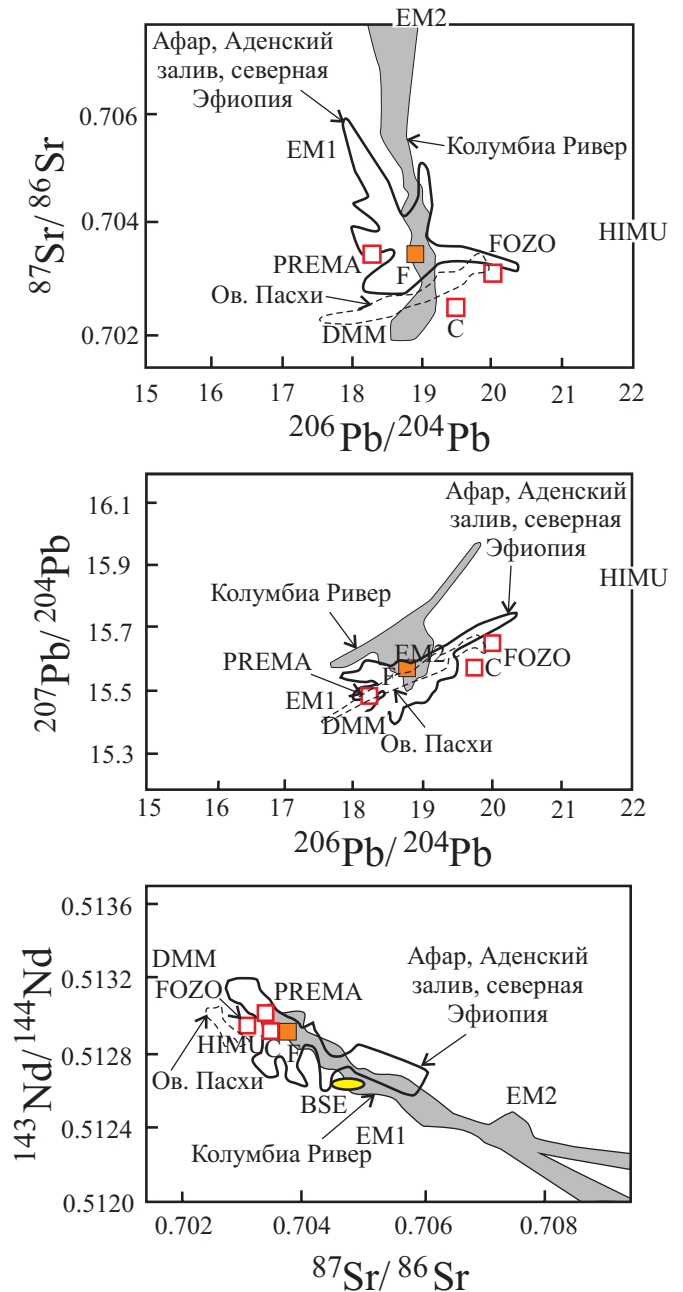 EM2
Афар, Аденский
залив, северная
Эфиопия
0.706
EM1
Колумбия Ривер
87Sr/ 86Sr
0.704
HIMU
FOZO
PREMA
F
Ов. Пасхи
0.702
DMM
C
15 16 17 18 19 20 21 22
206Pb/204Pb
16.1
Афар, Аденский
залив, северная
Эфиопия
15.9
HIMU
Колумбия Ривер
207Pb/ 204Pb
15.7
PREMA
EM2
FOZO
F
C
EM1
15.5
DMM
Ов. Пасхи
15.3
15 16 17 18 19 20 21 22
206Pb/204Pb
0.5136
DMM
Афар, Аденский
залив, северная
Эфиопия
0.5132
FOZO
PREMA
143Nd/ 144Nd
0.5128
HIMU
C
F
Ов. Пасхи
BSE
EM2
0.5124
EM1
Колумбия Ривер
0.5120
0.702 0.704 0.706 0.708
87Sr/ 86Sr